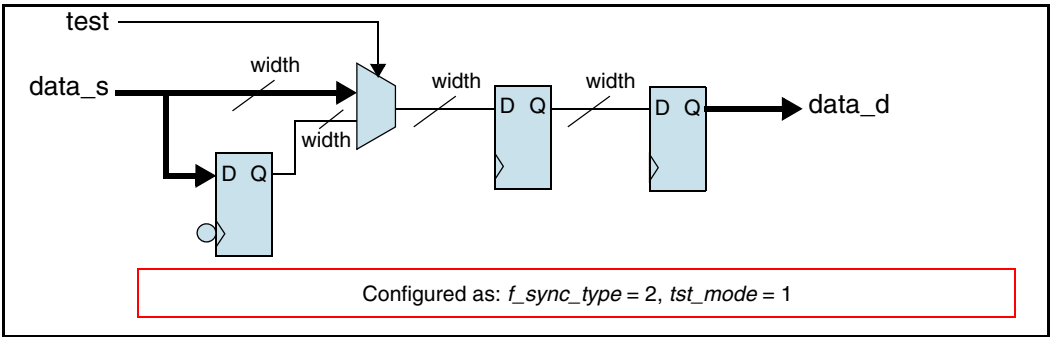 test
data_s
width
width
width
width
D Q
D Q
D Q
data_d
Configured as: f_sync_type = 2, tst_mode = 1